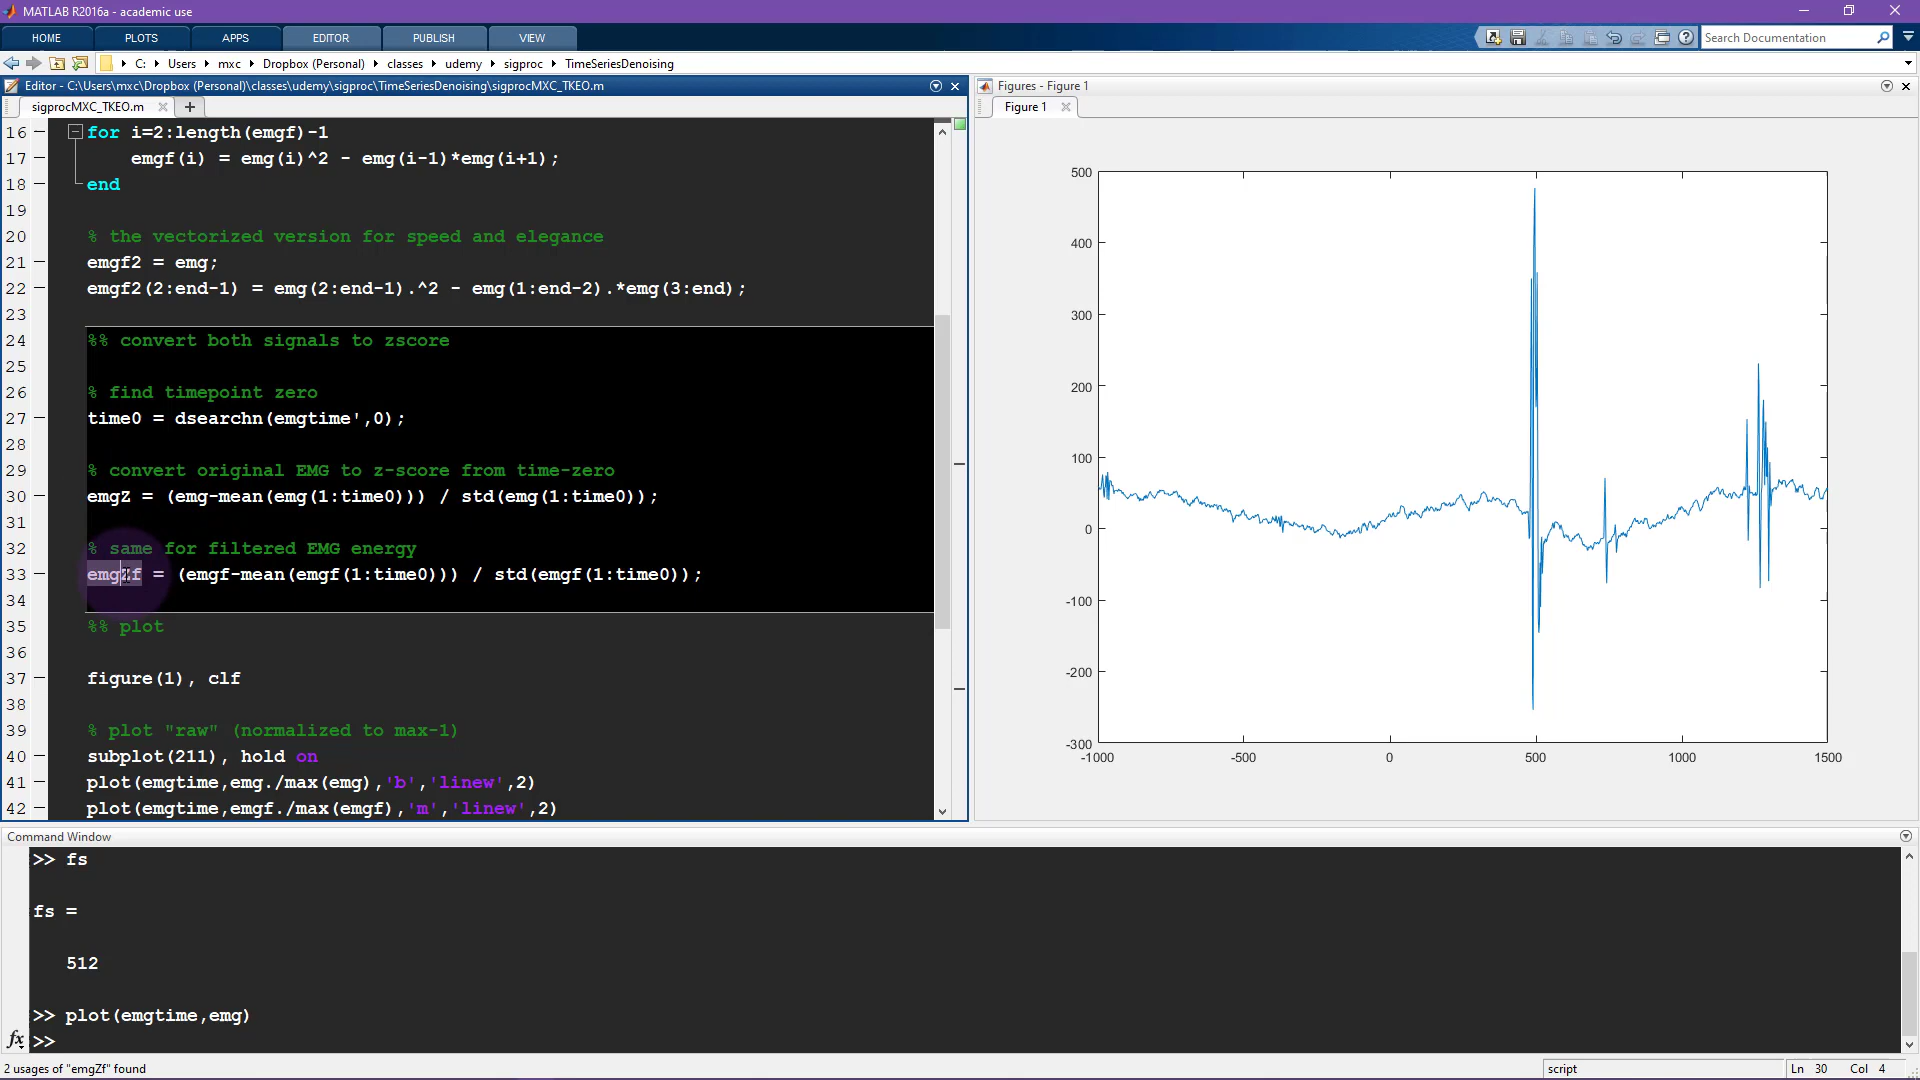 MATLAB R2016a - academic use
HOME PLOTS APPS EDITOR PUBLISH VIEW Search Documentation
C: Users mxc Dropbox (Personal) classes udemy sigproc TimeSeriesDenoising
Editor - C:\Users\mxc\Dropbox (Personal)\classes\udemy\sigproc\TimeSeriesDenoising\sigprocMXC_TKEO.m
sigprocMXC_TKEO.m
16 for i=2:length(emgf)-1
17 emgf(i) = emg(i)^2 - emg(i-1)*emg(i+1);
18 end
19
20 % the vectorized version for speed and elegance
21 emgf2 = emg;
22 emgf2(2:end-1) = emg(2:end-1).^2 - emg(1:end-2).*emg(3:end);
23
24 %% convert both signals to zscore
25
26 % find timepoint zero
27 time0 = dsearchn(emgtime',0);
28
29 % convert original EMG to z-score from time-zero
30 emgZ = (emg-mean(emg(1:time0))) / std(emg(1:time0));
31
32 % same for filtered EMG energy
33 emgZf = (emgf-mean(emgf(1:time0))) / std(emgf(1:time0));
34
35 %% plot
36
37 figure(1), clf
38
39 % plot "raw" (normalized to max-1)
40 subplot(211), hold on
41 plot(emgtime,emg./max(emg),'b','linew',2)
42 plot(emgtime,emgf./max(emgf),'m','linew',2)
Figures - Figure 1
Figure 1
500
400
300
200
100
0
-100
-200
-300
-1000 -500 0 500 1000 1500
Command Window
>> fs
fs =
512
>> plot(emgtime,emg)
fx >>
2 usages of "emgZf" found
script
Ln 30 Col 4